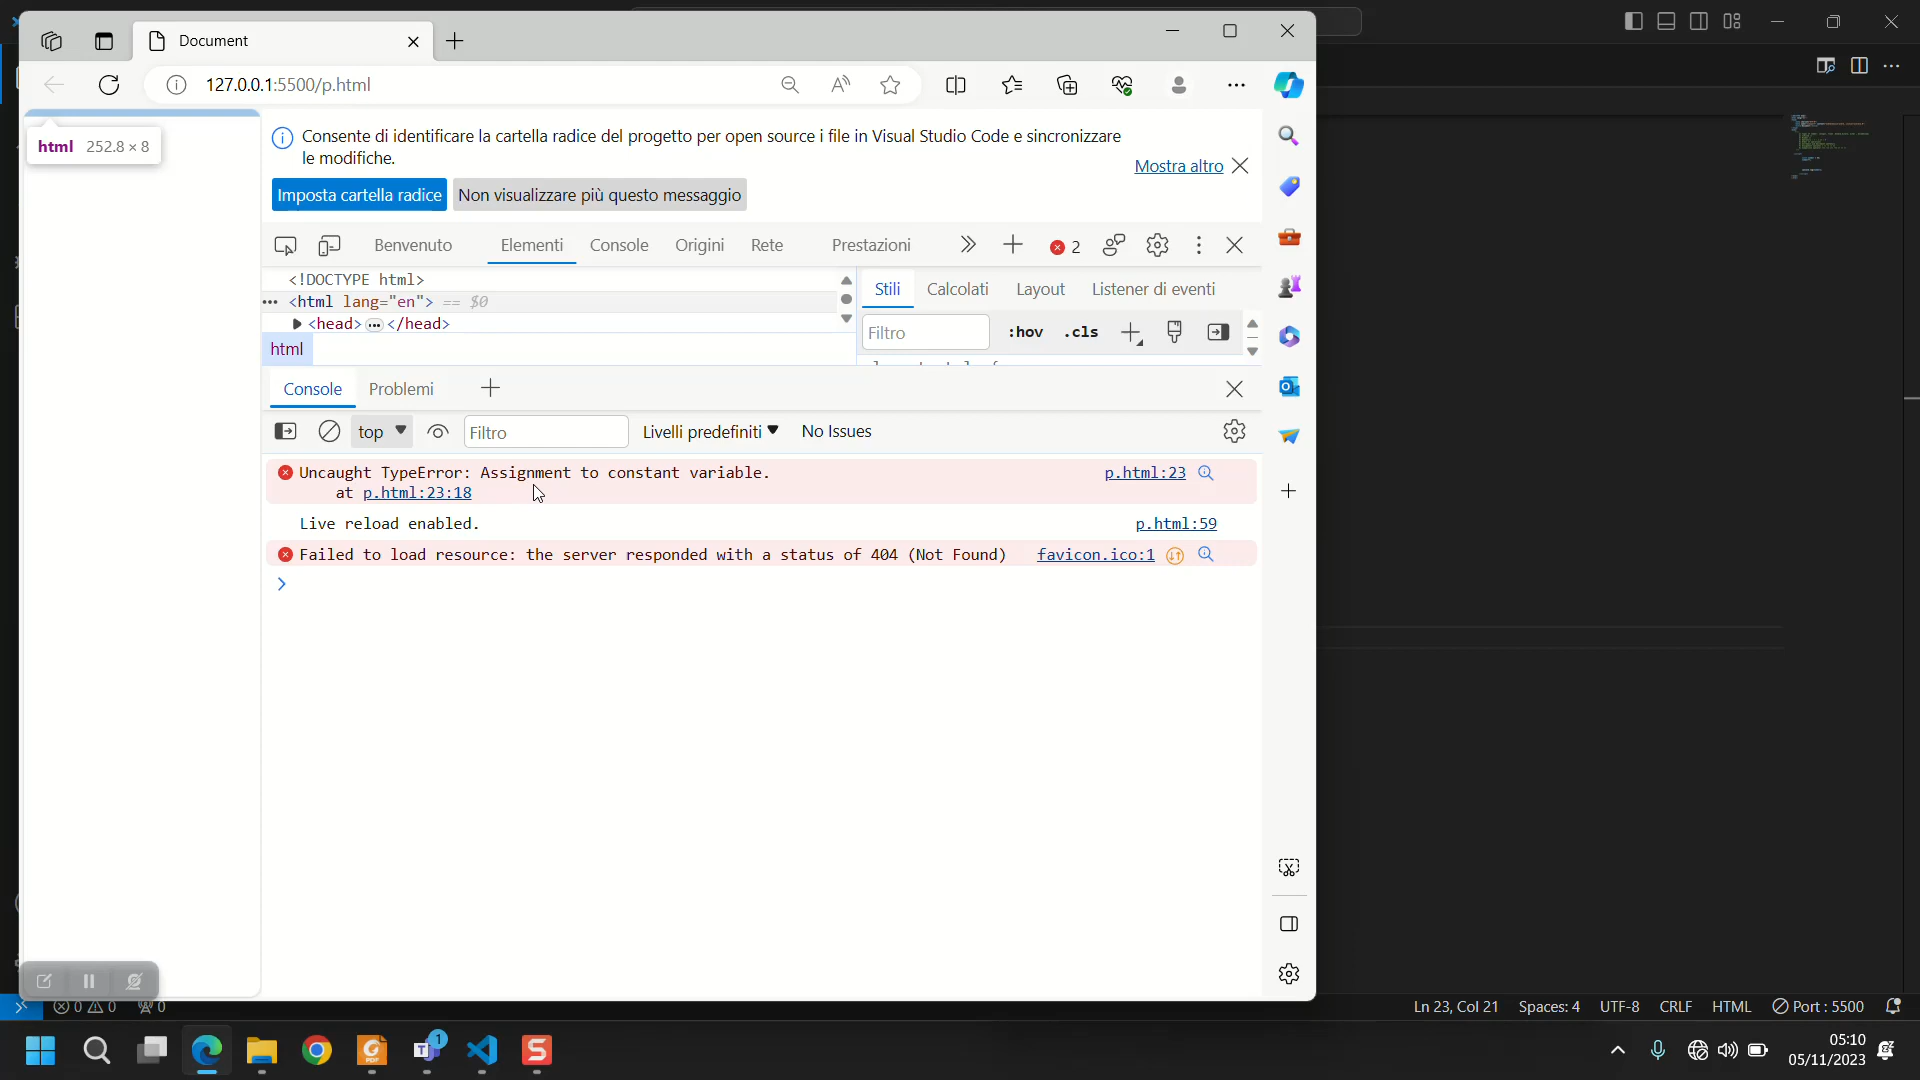 Document
127.0.0.1:5500/p.html
html 252.8 × 8
Consente di identificare la cartella radice del progetto per open source i file in Visual Studio Code e sincronizzare
le modifiche.
Mostra altro
Imposta cartella radice
Non visualizzare più questo messaggio
Benvenuto
Elementi
Console
Origini
Rete
Prestazioni
2
<!DOCTYPE html>
<html lang="en"> == $0
<head> </head>
html
Stili
Calcolati
Layout
Listener di eventi
Filtro
:hov
.cls
Console
Problemi
top
Filtro
Livelli predefiniti
No Issues
Uncaught TypeError: Assignment to constant variable.
at p.html:23:18
p.html:23
Live reload enabled.
p.html:59
Failed to load resource: the server responded with a status of 404 (Not Found)
favicon.ico:1
0 0
0
Ln 23, Col 21
Spaces: 4
UTF-8
CRLF
HTML
Port : 5500
PDF
1
T
S
05:10
05/11/2023